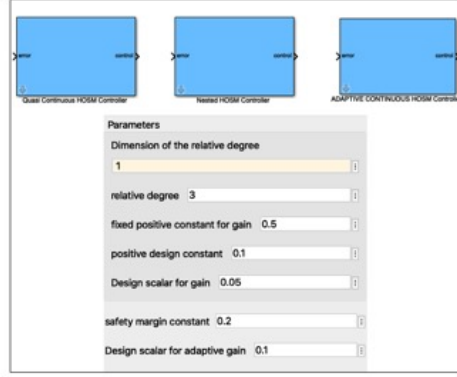 error control error control error control
Quasi Continuous HOSM Controller Nested HOSM Controller ADAPTIVE CONTINUOUS HOSM Controll
Parameters
Dimension of the relative degree
1
relative degree 3
fixed positive constant for gain 0.5
positive design constant 0.1
Design scalar for gain 0.05
safety margin constant 0.2
Design scalar for adaptive gain 0.1